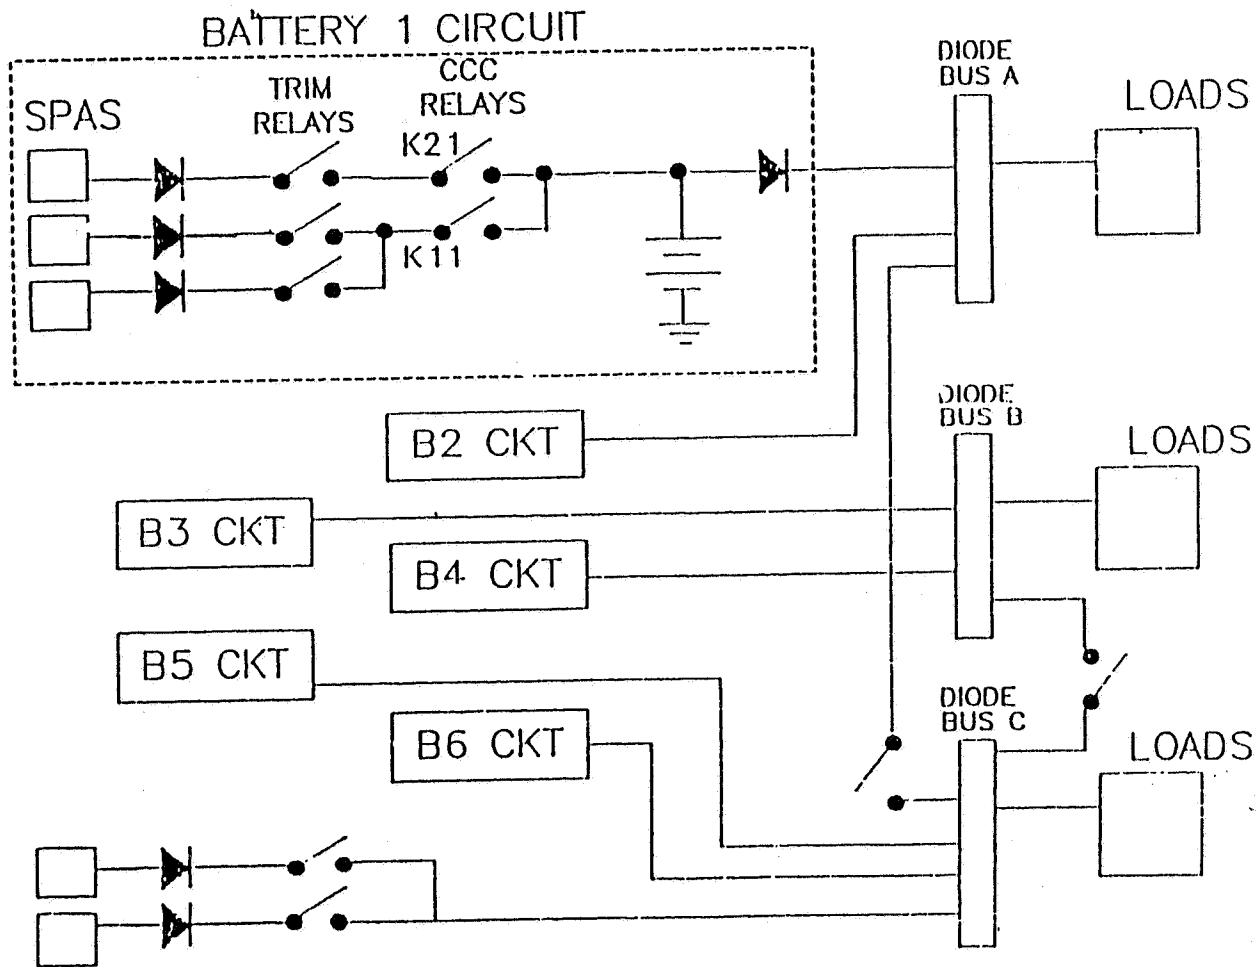 BATTERY 1 CIRCUIT
SPAS
TRIM
RELAYS
CCC
RELAYS
K21
K11
DIODE
BUS A
LOADS
B2 CKT
DIODE
BUS B
LOADS
B3 CKT
B4 CKT
B5 CKT
B6 CKT
DIODE
BUS C
LOADS